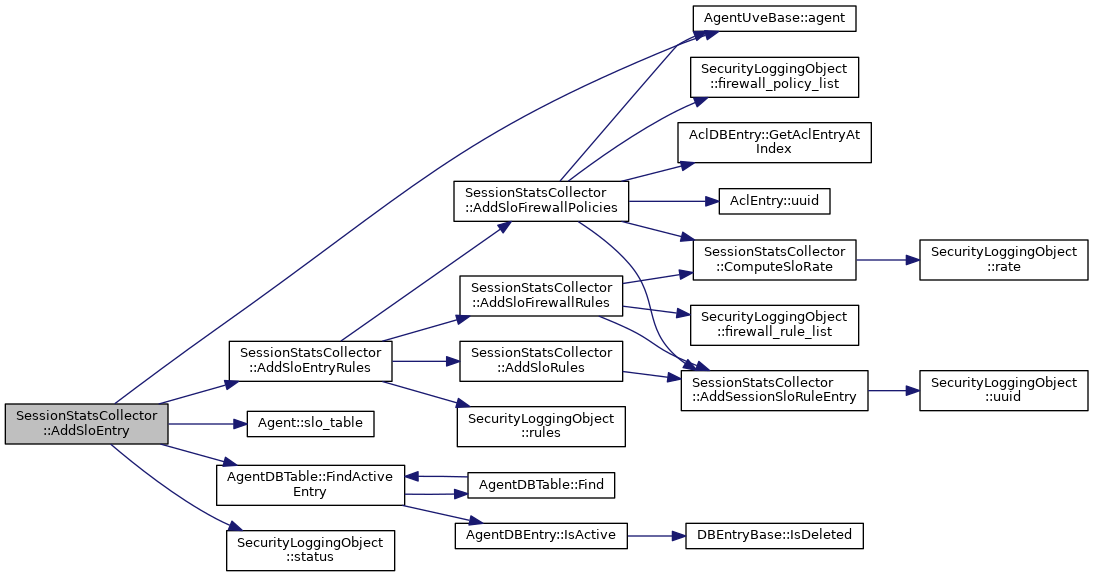 AgentUveBase::agent
SecurityLoggingObject
::firewall_policy_list
AclDBEntry::GetAclEntryAt
Index
SessionStatsCollector
::AddSloFirewallPolicies
AclEntry::uuid
SessionStatsCollector
::ComputeSloRate
SecurityLoggingObject
::rate
SessionStatsCollector
::AddSloFirewallRules
SecurityLoggingObject
::firewall_rule_list
SessionStatsCollector
::AddSloEntryRules
SessionStatsCollector
::AddSloRules
SessionStatsCollector
::AddSessionSloRuleEntry
SecurityLoggingObject
::uuid
SessionStatsCollector
::AddSloEntry
Agent::slo_table
SecurityLoggingObject
::rules
AgentDBTable::FindActive
Entry
AgentDBTable::Find
AgentDBEntry::IsActive
DBEntryBase::IsDeleted
SecurityLoggingObject
::status